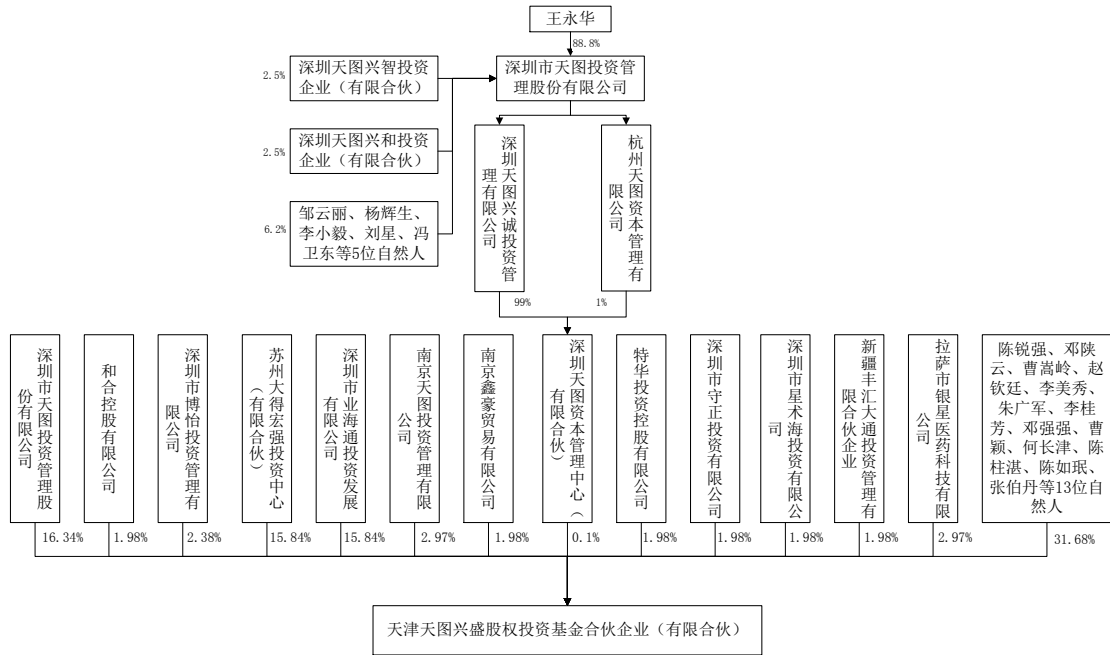 王永华
88.8%
深圳天图兴智投资
企业（有限合伙）
2.5%
深圳市天图投资管
理股份有限公司
深圳天图兴和投资
企业（有限合伙）
2.5%
邹云丽、杨辉生、
李小毅、刘星、冯
卫东等5位自然人
6.2%
深圳天图兴诚投资管
理有限公司
杭州天图资本管理有
限公司
99%
1%
深圳市天图投资管理股
份有限公司
和合控股有限公司
深圳市博怡投资管理有
限公司
苏州大得宏强投资中心
（有限合伙）
深圳市业海通投资发展
有限公司
南京天图投资管理有限
公司
南京鑫豪贸易有限公司
深圳天图资本管理中心（
有限合伙）
特华投资控股有限公司
深圳市守正投资有限公司
深圳市星术海投资有限公
司
新疆丰汇大通投资管理有
限合伙企业
拉萨市银星医药科技有限
公司
陈锐强、邓陕
云、曹嵩岭、赵
钦廷、李美秀、
朱广军、李桂
芳、邓强强、曹
颖、何长津、陈
柱湛、陈如珉、
张伯丹等13位自
然人
16.34%
1.98%
2.38%
15.84%
15.84%
2.97%
1.98%
0.1%
1.98%
1.98%
1.98%
1.98%
2.97%
31.68%
天津天图兴盛股权投资基金合伙企业（有限合伙）